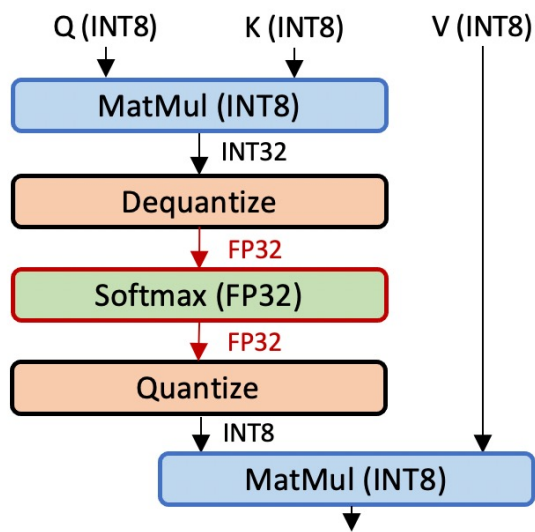 Q (INT8) K (INT8) V (INT8)
MatMul (INT8)
INT32
Dequantize
FP32
Softmax (FP32)
FP32
Quantize
INT8
MatMul (INT8)